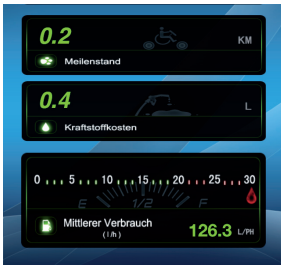 0.2 KM
Meilenstand
0.4 L
Kraftstoffkosten
0 5 10 15 20 25 30
E 1/2 F
Mittlerer Verbrauch
(l/h)
126.3 L/PH